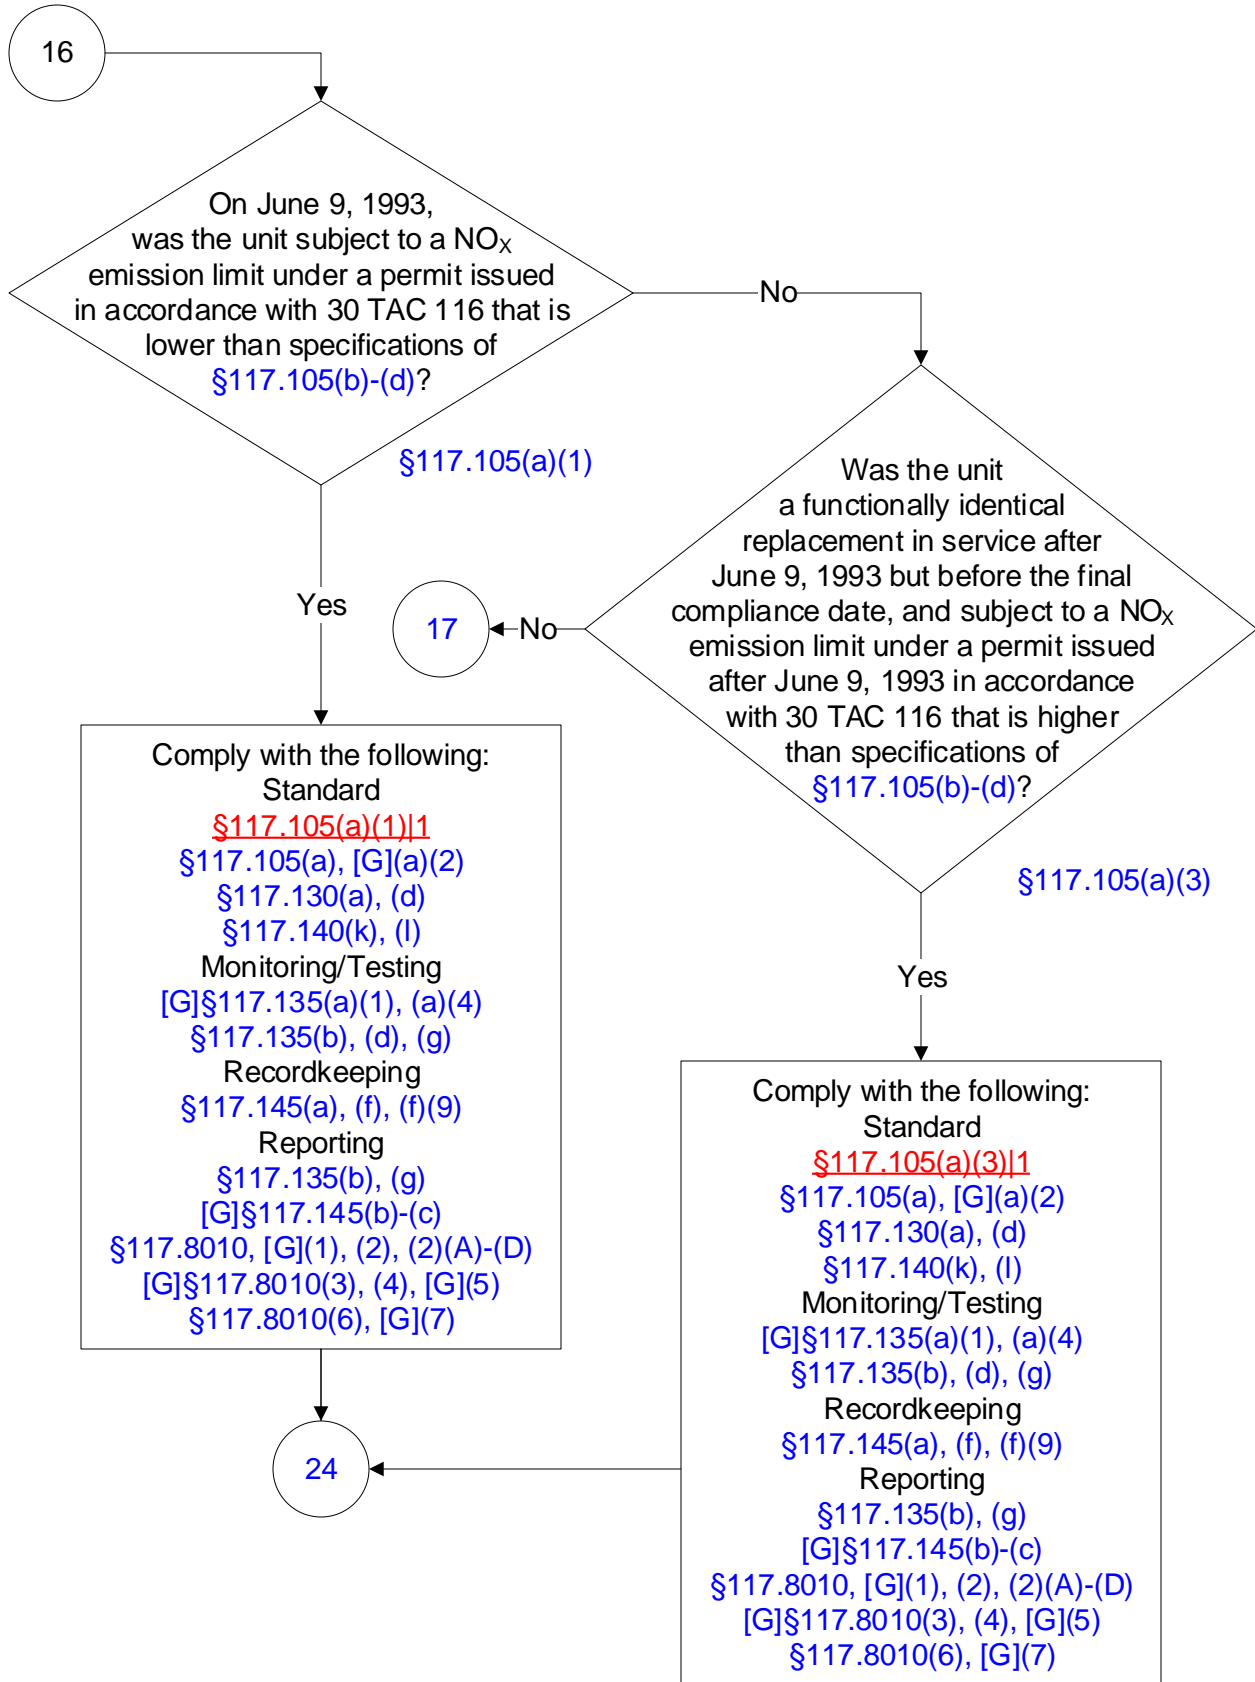 16
On June 9, 1993,
was the unit subject to a NOX
emission limit under a permit issued
in accordance with 30 TAC 116 that is
lower than specifications of
§117.105(b)-(d)?
§117.105(a)(1)
No
Yes
Was the unit
a functionally identical
replacement in service after
June 9, 1993 but before the final
compliance date, and subject to a NOX
emission limit under a permit issued
after June 9, 1993 in accordance
with 30 TAC 116 that is higher
than specifications of
§117.105(b)-(d)?
§117.105(a)(3)
No
17
Yes
Comply with the following:
Standard
§117.105(a)(1)|1
§117.105(a), [G](a)(2)
§117.130(a), (d)
§117.140(k), (l)
Monitoring/Testing
[G]§117.135(a)(1), (a)(4)
§117.135(b), (d), (g)
Recordkeeping
§117.145(a), (f), (f)(9)
Reporting
§117.135(b), (g)
[G]§117.145(b)-(c)
§117.8010, [G](1), (2), (2)(A)-(D)
[G]§117.8010(3), (4), [G](5)
§117.8010(6), [G](7)
24
Comply with the following:
Standard
§117.105(a)(3)|1
§117.105(a), [G](a)(2)
§117.130(a), (d)
§117.140(k), (l)
Monitoring/Testing
[G]§117.135(a)(1), (a)(4)
§117.135(b), (d), (g)
Recordkeeping
§117.145(a), (f), (f)(9)
Reporting
§117.135(b), (g)
[G]§117.145(b)-(c)
§117.8010, [G](1), (2), (2)(A)-(D)
[G]§117.8010(3), (4), [G](5)
§117.8010(6), [G](7)